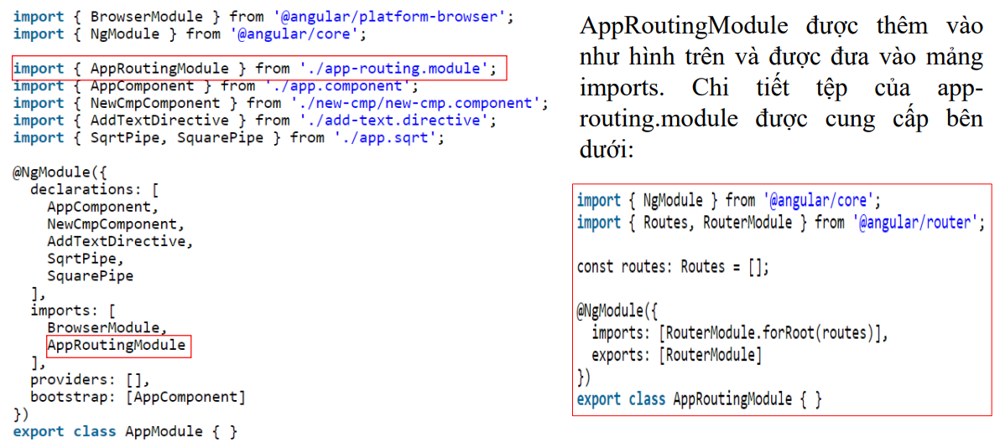 import { BrowserModule } from '@angular/platform-browser';
import { NgModule } from '@angular/core';

import { AppRoutingModule } from './app-routing.module';
import { AppComponent } from './app.component';
import { NewCmpComponent } from './new-cmp/new-cmp.component';
import { AddTextDirective } from './add-text.directive';
import { SqrtPipe, SquarePipe } from './app.sqrt';

@NgModule({
  declarations: [
    AppComponent,
    NewCmpComponent,
    AddTextDirective,
    SqrtPipe,
    SquarePipe
  ],
  imports: [
    BrowserModule,
    AppRoutingModule
  ],
  providers: [],
  bootstrap: [AppComponent]
})
export class AppModule { }

AppRoutingModule được thêm vào
như hình trên và được đưa vào mảng
imports. Chi tiết tệp của app-
routing.module được cung cấp bên
dưới:

import { NgModule } from '@angular/core';
import { Routes, RouterModule } from '@angular/router';

const routes: Routes = [];

@NgModule({
  imports: [RouterModule.forRoot(routes)],
  exports: [RouterModule]
})
export class AppRoutingModule { }